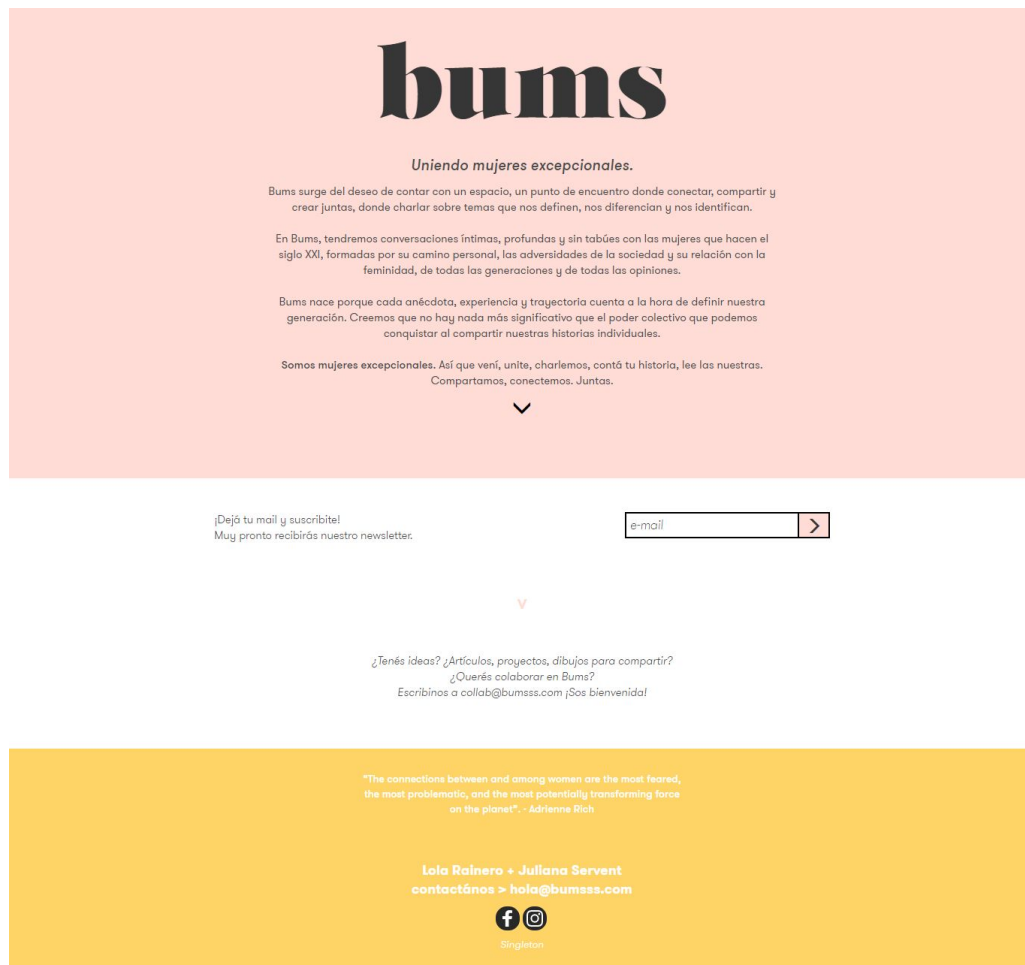 bums
Uniendo mujeres excepcionales.
Bums surge del deseo de contar con un espacio, un punto de encuentro donde conectar, compartir y
crear juntas, donde charlar sobre temas que nos definen, nos diferencian y nos identifican.
En Bums, tendremos conversaciones íntimas, profundas y sin tabúes con las mujeres que hacen el
siglo XXI, formadas por su camino personal, las adversidades de la sociedad y su relación con la
feminidad, de todas las generaciones y de todas las opiniones.
Bums nace porque cada anécdota, experiencia y trayectoria cuenta a la hora de definir nuestra
generación. Creemos que no hay nada más significativo que el poder colectivo que podemos
conquistar al compartir nuestras historias individuales.
Somos mujeres excepcionales. Así que vení, unite, charlemos, contá tu historia, lee las nuestras.
Compartamos, conectemos. Juntas.
¡Dejá tu mail y suscribite!
Muy pronto recibirás nuestro newsletter.
e-mail
v
¿Tenés ideas? ¿Artículos, proyectos, dibujos para compartir?
¿Querés colaborar en Bums?
Escribinos a collab@bumsss.com ¡Sos bienvenida!
"The connections between and among women are the most feared,
the most problematic, and the most potentially transforming force
on the planet". - Adrienne Rich
Lola Rainero + Juliana Servent
contactános > hola@bumsss.com
Singleton